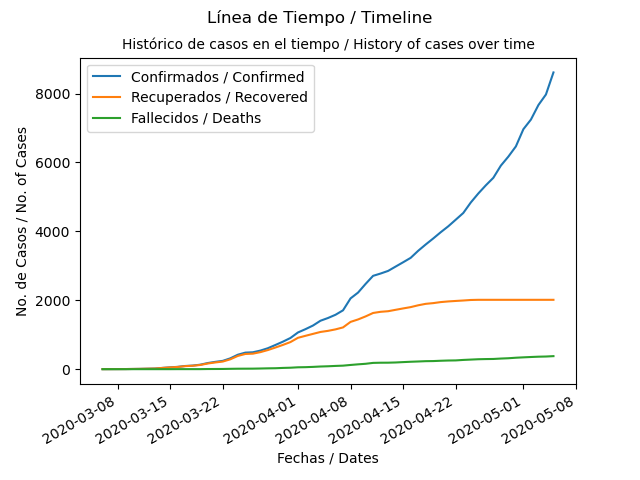 Línea de Tiempo / Timeline
Histórico de casos en el tiempo / History of cases over time
Confirmados / Confirmed
Recuperados / Recovered
Fallecidos / Deaths
No. de Casos / No. of Cases
8000
6000
4000
2000
0
2020-03-08
2020-03-15
2020-03-22
2020-04-01
2020-04-08
2020-04-15
2020-04-22
2020-05-01
2020-05-08
Fechas / Dates